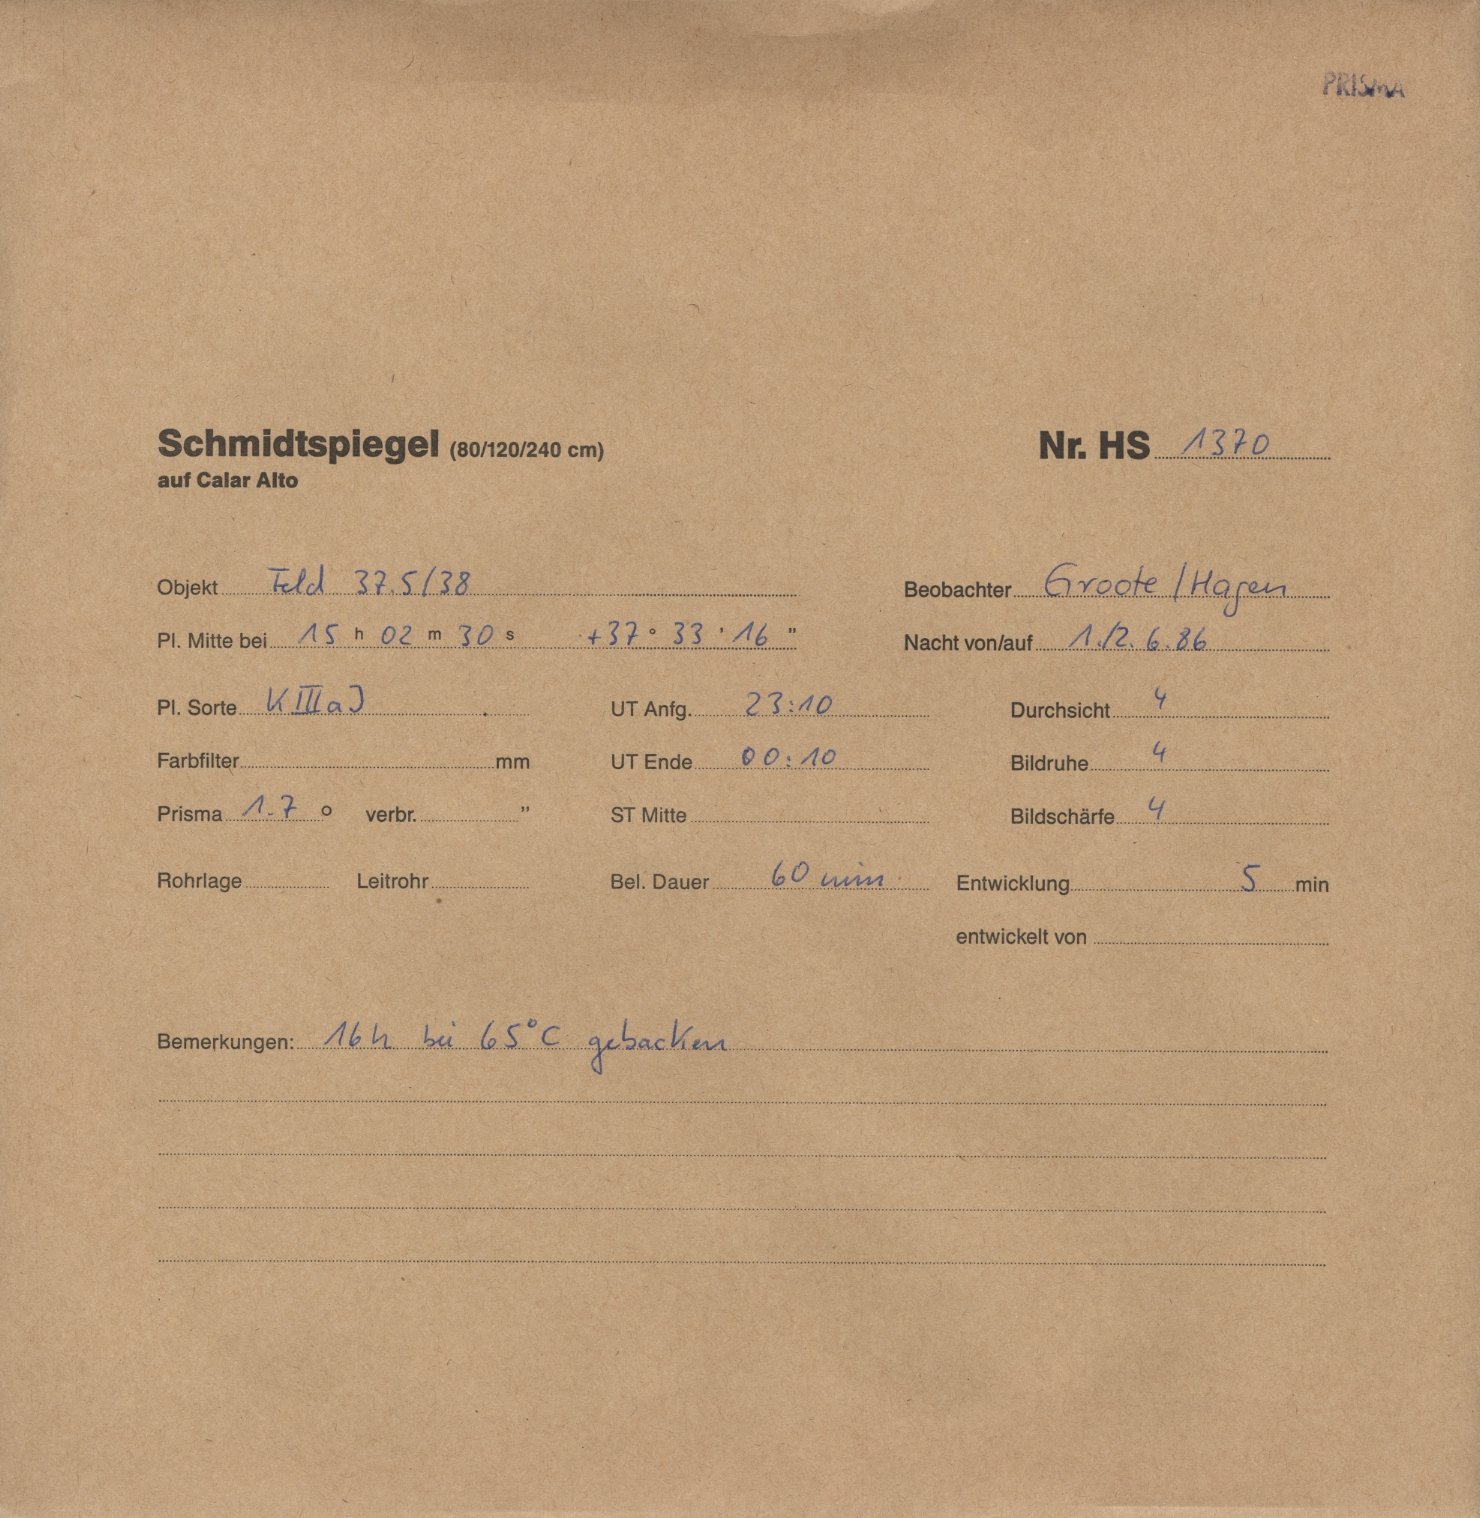 PRISMA
Schmidtspiegel (80/120/240 cm) Nr. HS 1370
auf Calar Alto
Objekt Feld 37.5/38 Beobachter Groote/Hagen
Pl. Mitte bei 15 h 02 m 30 s +37 ° 33 ' 16 " Nacht von/auf 1./2. 6. 86
Pl. Sorte K III a J UT Anfg. 23:10 Durchsicht 4
Farbfilter mm UT Ende 00:10 Bildruhe 4
Prisma 1.7 ° verbr. " ST Mitte Bildschärfe 4
Rohrlage Leitrohr Bel. Dauer 60 min Entwicklung 5 min
entwickelt von
Bemerkungen: 16 h bei 65°C gebacken